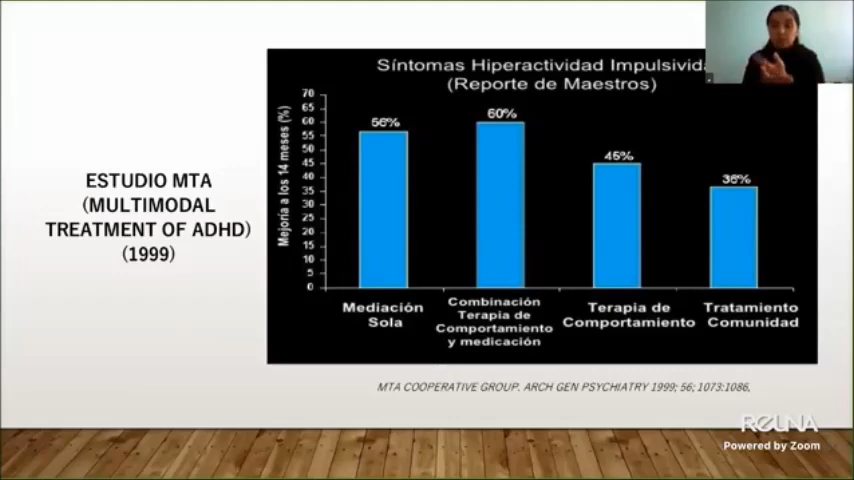 ESTUDIO MTA
(MULTIMODAL
TREATMENT OF ADHD)
(1999)
Síntomas Hiperactividad Impulsivid
(Reporte de Maestros)
Mejoría a los 14 meses (%)
70
65
60
55
50
45
40
35
30
25
20
15
10
5
0
56%
60%
45%
36%
Mediación
Sola
Combinación
Terapia de
Comportamiento
y medicación
Terapia de
Comportamiento
Tratamiento
Comunidad
MTA COOPERATIVE GROUP. ARCH GEN PSYCHIATRY 1999; 56; 1073:1086.
Powered by Zoom